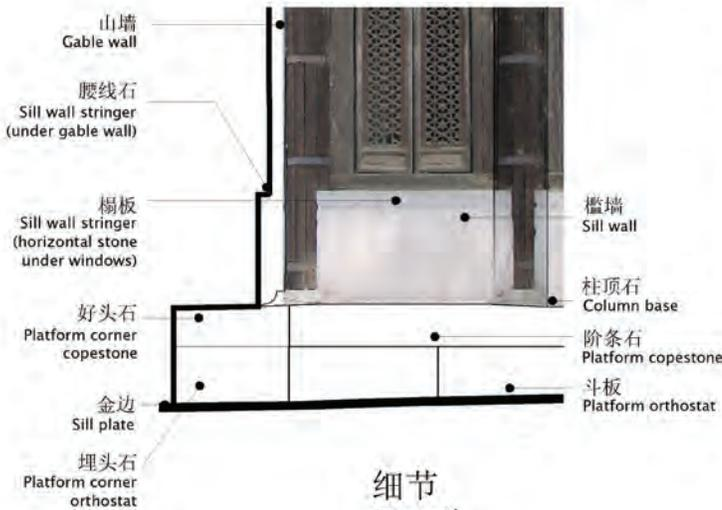 山墙
Gable wall
腰线石
Sill wall stringer
(under gable wall)
榻板
Sill wall stringer
(horizontal stone
under windows)
好头石
Platform corner
copestone
金边
Sill plate
埋头石
Platform corner
orthostat
槛墙
Sill wall
柱顶石
Column base
阶条石
Platform copestone
斗板
Platform orthostat
细节